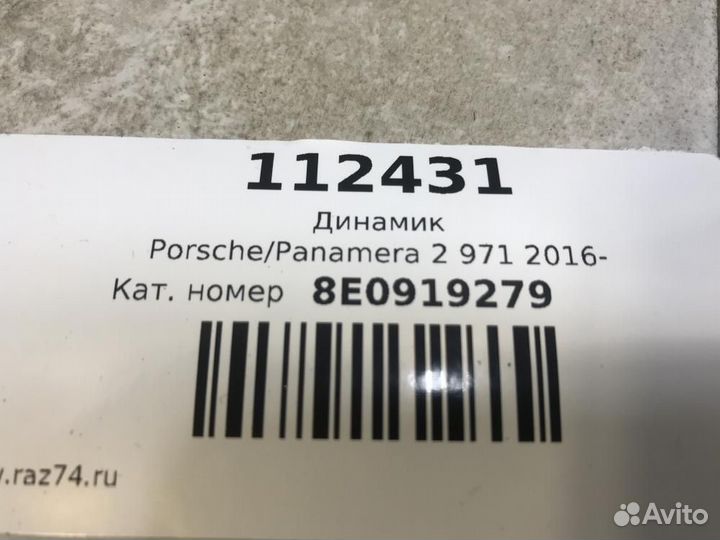 112431
Динамик
Porsche/Panamera 2 971 2016-
Кат. номер 8E0919279
.raz74.ru
Avito